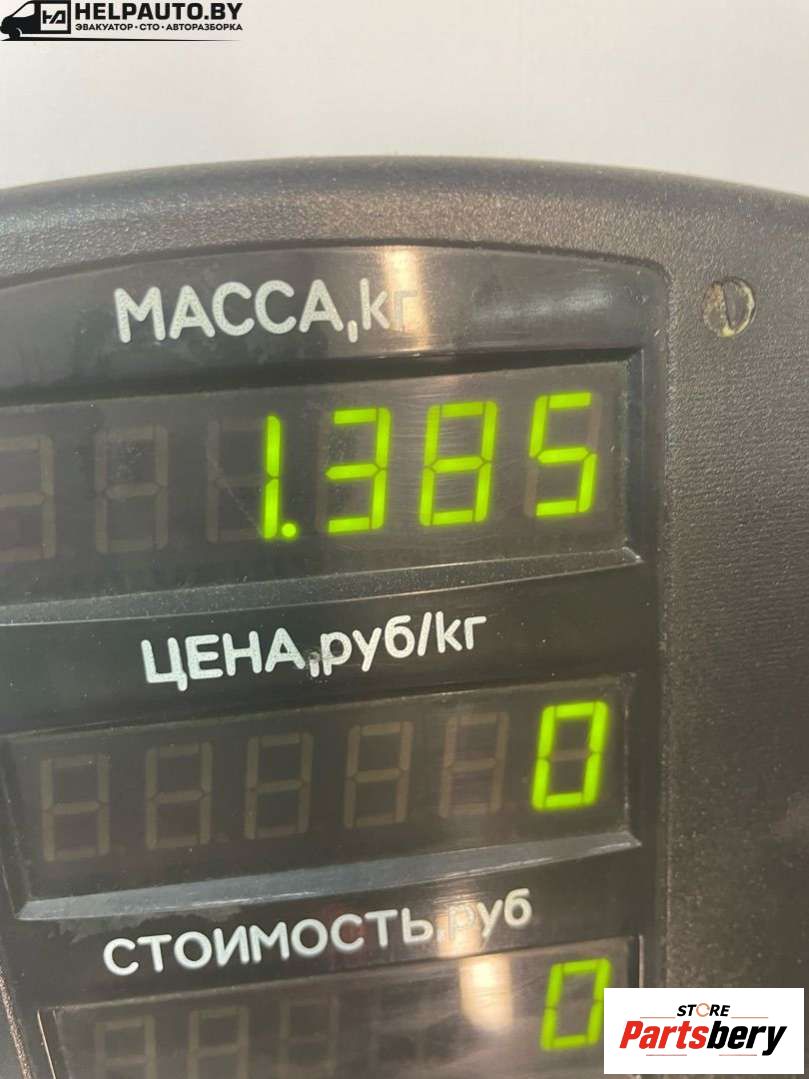 HELPAUTO.BY
ЭВАКУАТОР•СТО•АВТОРАЗБОРКА
МАССА,кг
1.385
ЦЕНА,руб/кг
0
СТОИМОСТЬ,руб
0
STORE
Partsbery